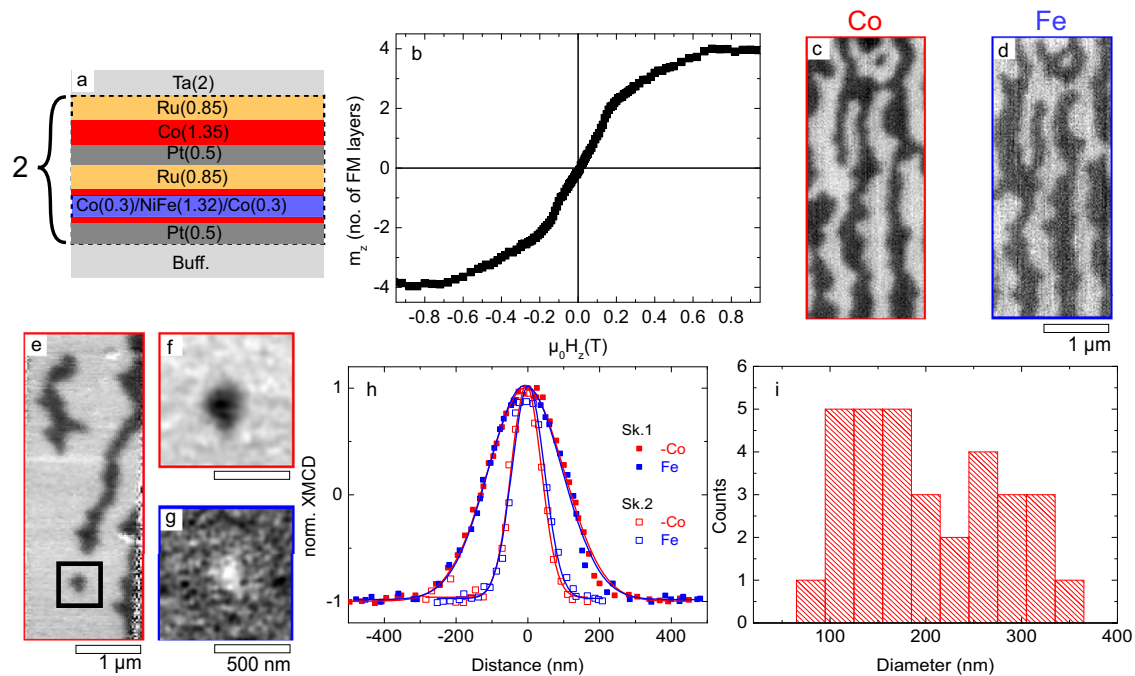 a
Ta(2)
Ru(0.85)
Co(1.35)
Pt(0.5)
Ru(0.85)
Co(0.3)/NiFe(1.32)/Co(0.3)
Pt(0.5)
Buff.
2
b
m_z (no. of FM layers)
4
2
0
-2
-4
-0.8 -0.6 -0.4 -0.2 0.0 0.2 0.4 0.6 0.8
μ₀H_z(T)
Co
c
Fe
d
1 μm
e
1 μm
f
g
500 nm
h
norm. XMCD
1
0
-1
Sk.1
-Co
Fe
Sk.2
-Co
Fe
-400 -200 0 200 400
Distance (nm)
i
Counts
6
5
4
3
2
1
0
100 200 300 400
Diameter (nm)